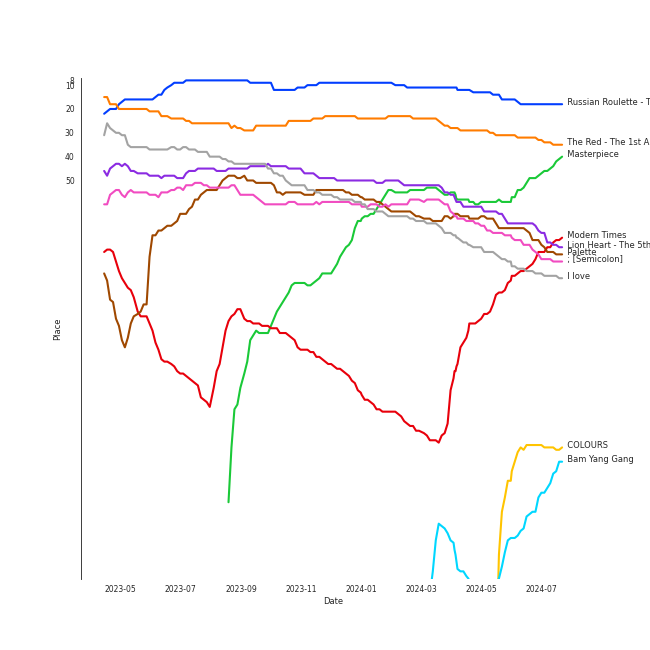 8
10
20
30
40
50
Place
Russian Roulette - T
The Red - The 1st A
Masterpiece
Modern Times
Lion Heart - The 5th
Palette
: [Semicolon]
I love
COLOURS
Bam Yang Gang
2023-05
2023-07
2023-09
2023-11
2024-01
2024-03
2024-05
2024-07
Date